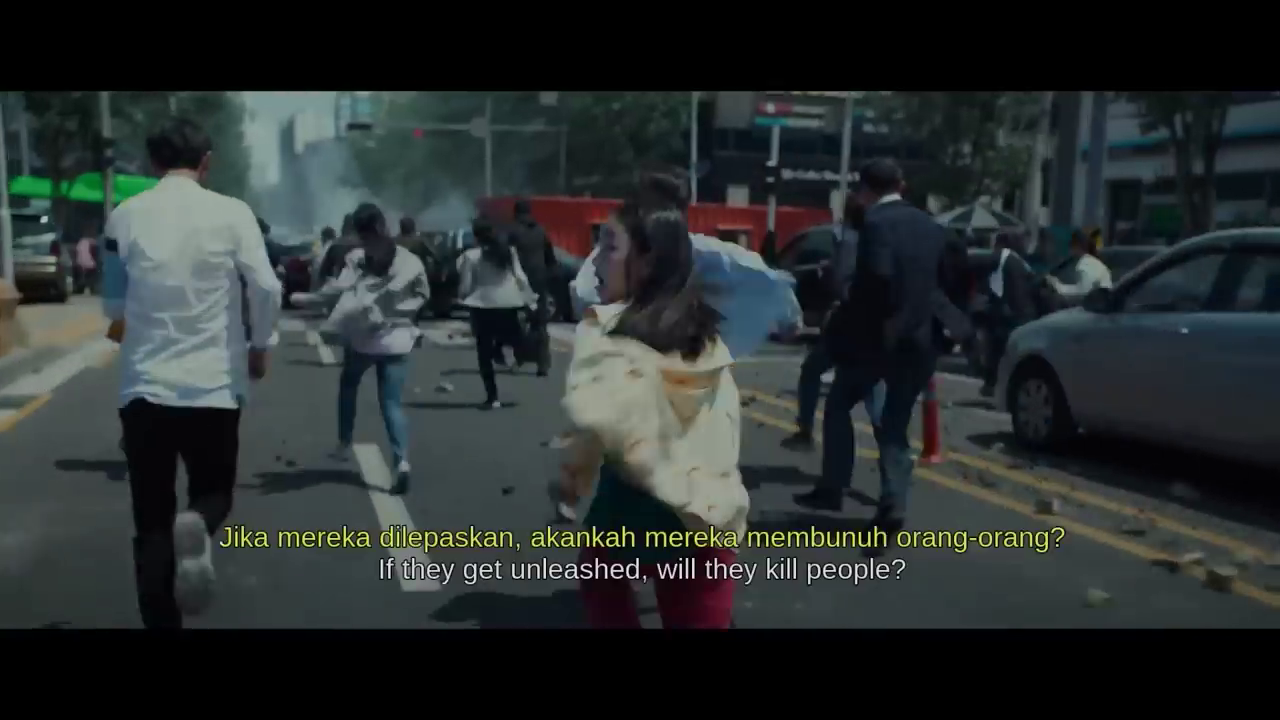 Jika mereka dilepaskan, akankah mereka membunuh orang-orang?
If they get unleashed, will they kill people?